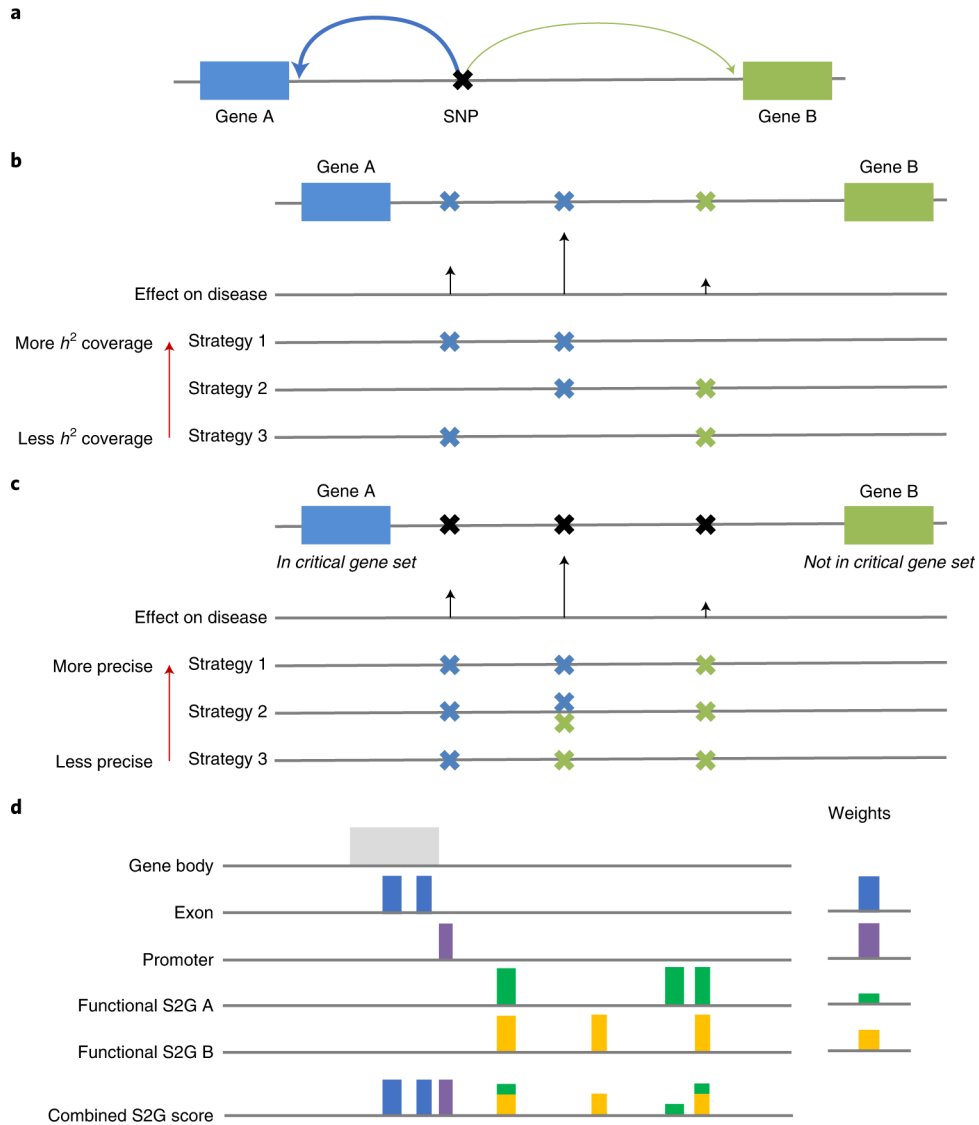 a
Gene A
SNP
Gene B
b
Gene A
Gene B
Effect on disease
More h² coverage
Strategy 1
Strategy 2
Less h² coverage
Strategy 3
c
Gene A
Gene B
In critical gene set
Not in critical gene set
Effect on disease
More precise
Strategy 1
Strategy 2
Less precise
Strategy 3
d
Weights
Gene body
Exon
Promoter
Functional S2G A
Functional S2G B
Combined S2G score